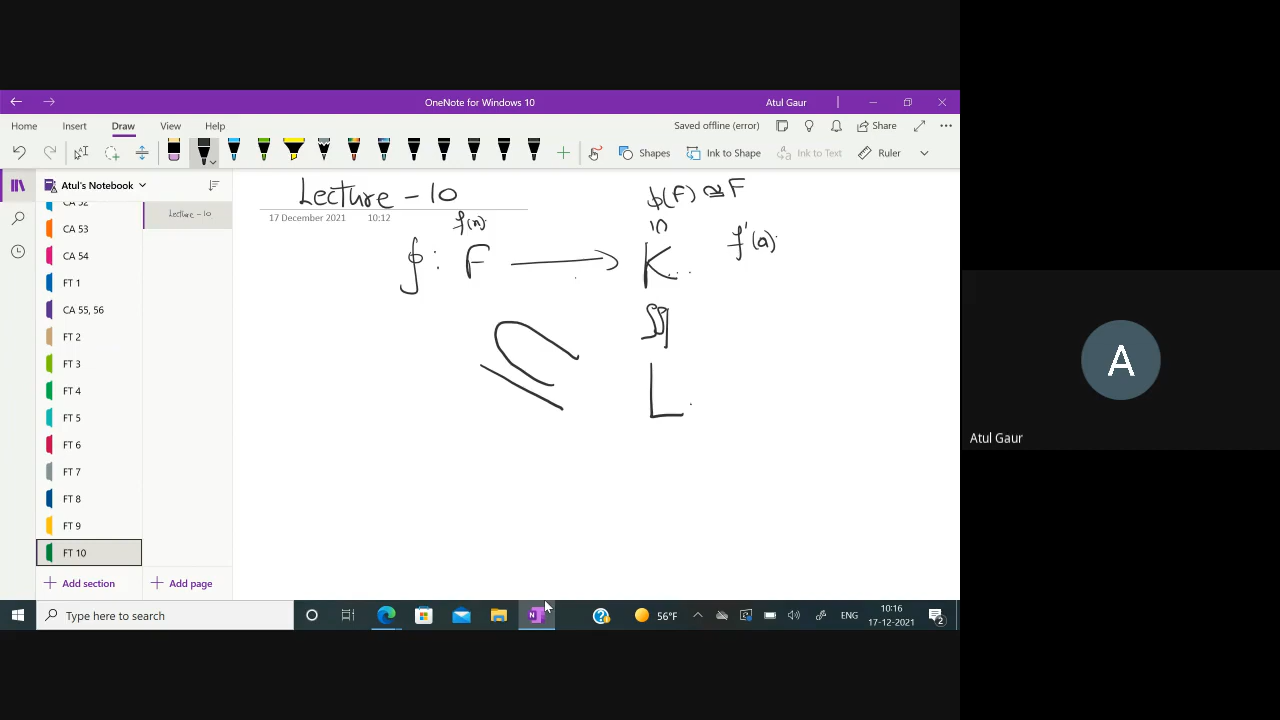 OneNote for Windows 10
Atul Gaur
Home Insert Draw View Help
Saved offline (error)
Share
Shapes
Ink to Shape
Ink to Text
Ruler
Atul's Notebook
CA 52
CA 53
CA 54
FT 1
CA 55, 56
FT 2
FT 3
FT 4
FT 5
FT 6
FT 7
FT 8
FT 9
FT 10
Add section
Add page
Lecture - 10
Lecture - 10
17 December 2021 10:12
f(x)
ϕ(F) ≅ F
ϕ : F ⟶ K
f'(a)
L
A
Atul Gaur
Type here to search
56°F
ENG
10:16
17-12-2021
2